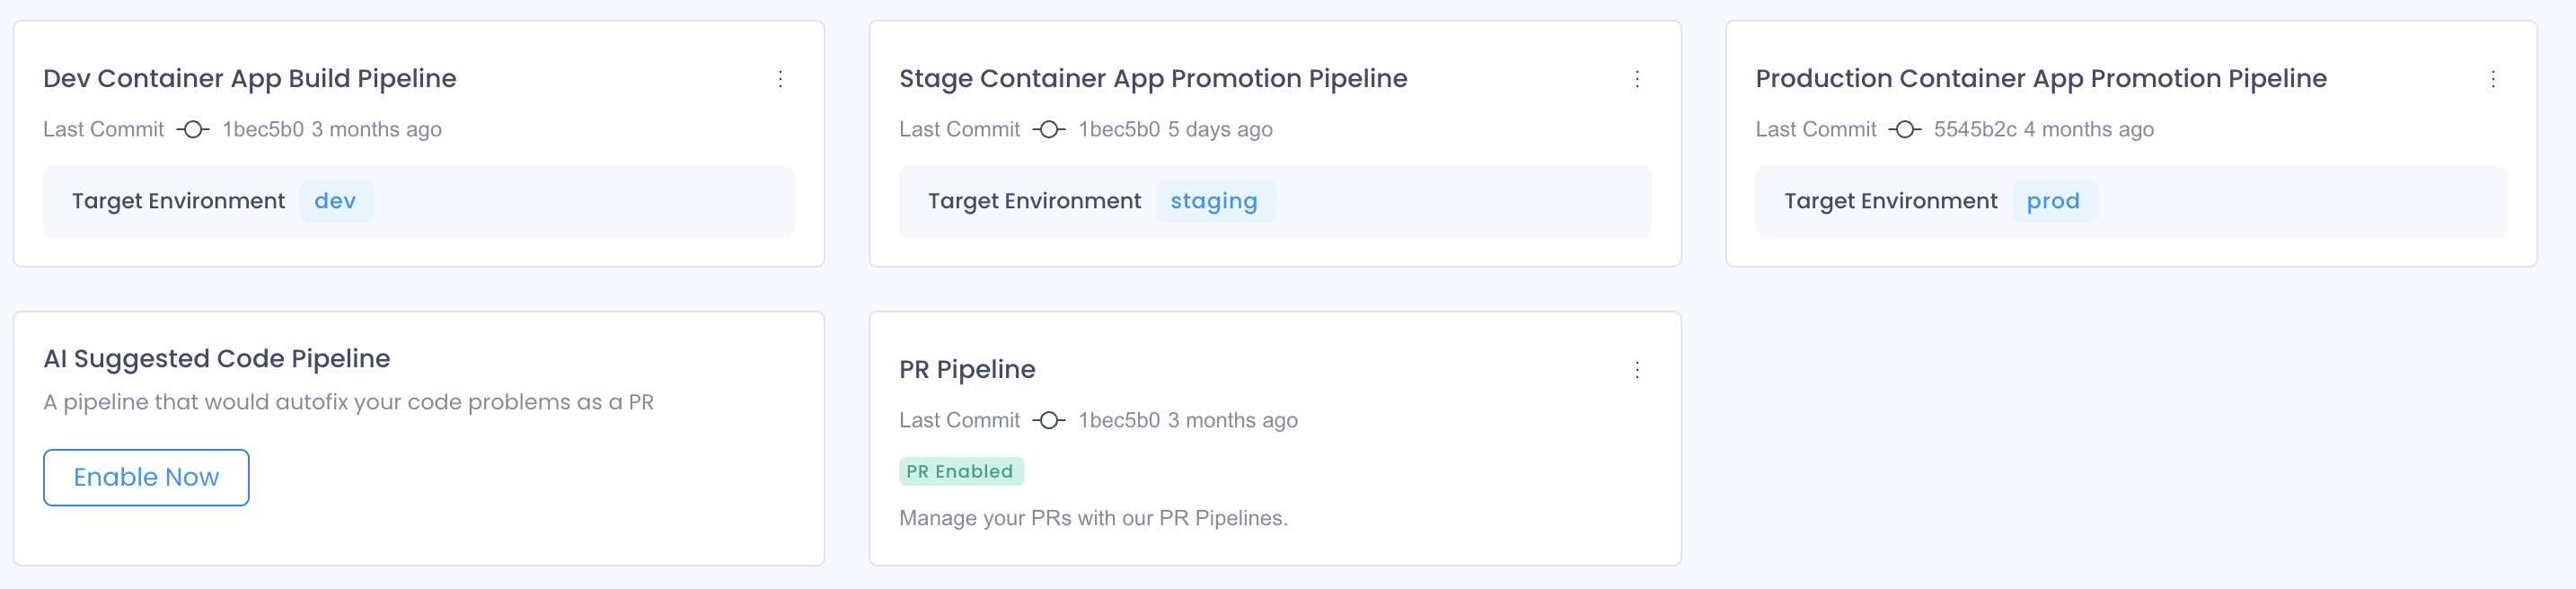 Dev Container App Build Pipeline
Last Commit 1bec5b0 3 months ago
Target Environment dev
Stage Container App Promotion Pipeline
Last Commit 1bec5b0 5 days ago
Target Environment staging
Production Container App Promotion Pipeline
Last Commit 5545b2c 4 months ago
Target Environment prod
AI Suggested Code Pipeline
A pipeline that would autofix your code problems as a PR
Enable Now
PR Pipeline
Last Commit 1bec5b0 3 months ago
PR Enabled
Manage your PRs with our PR Pipelines.